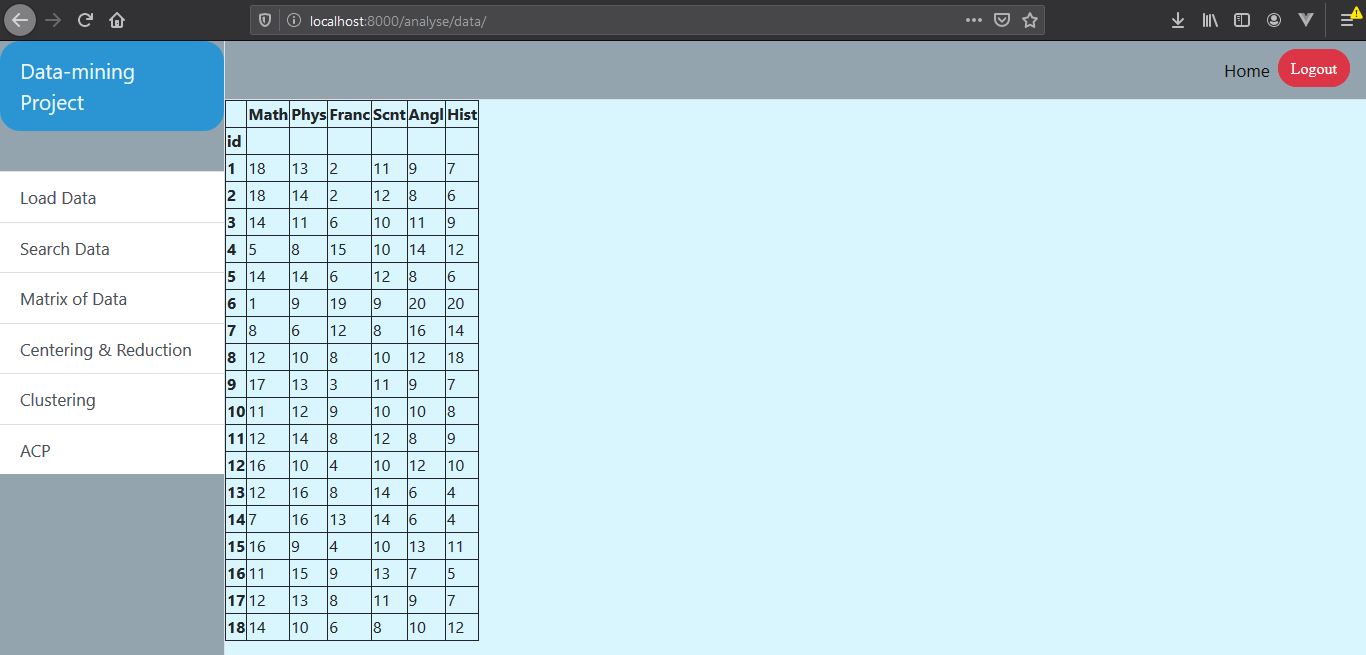 localhost:8000/analyse/data/
Data-mining
Project
Home Logout
Load Data
Search Data
Matrix of Data
Centering & Reduction
Clustering
ACP
Math Phys Franc Scnt Angl Hist
id
1 18 13 2 11 9 7
2 18 14 2 12 8 6
3 14 11 6 10 11 9
4 5 8 15 10 14 12
5 14 14 6 12 8 6
6 1 9 19 9 20 20
7 8 6 12 8 16 14
8 12 10 8 10 12 18
9 17 13 3 11 9 7
10 11 12 9 10 10 8
11 12 14 8 12 8 9
12 16 10 4 10 12 10
13 12 16 8 14 6 4
14 7 16 13 14 6 4
15 16 9 4 10 13 11
16 11 15 9 13 7 5
17 12 13 8 11 9 7
18 14 10 6 8 10 12